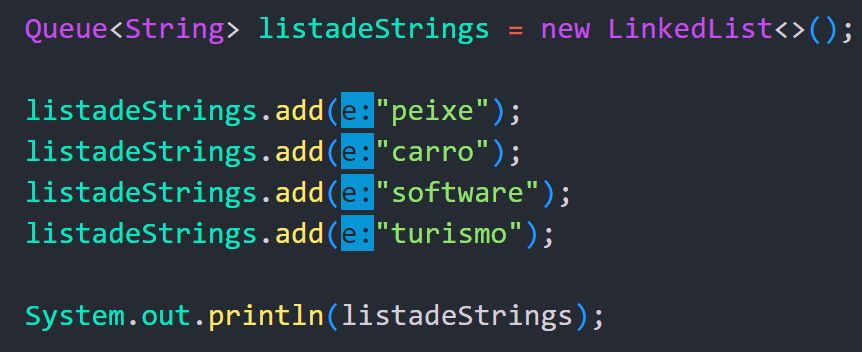 Queue<String> listadeStrings = new LinkedList<>();
listadeStrings.add(e:"peixe");
listadeStrings.add(e:"carro");
listadeStrings.add(e:"software");
listadeStrings.add(e:"turismo");
System.out.println(listadeStrings);